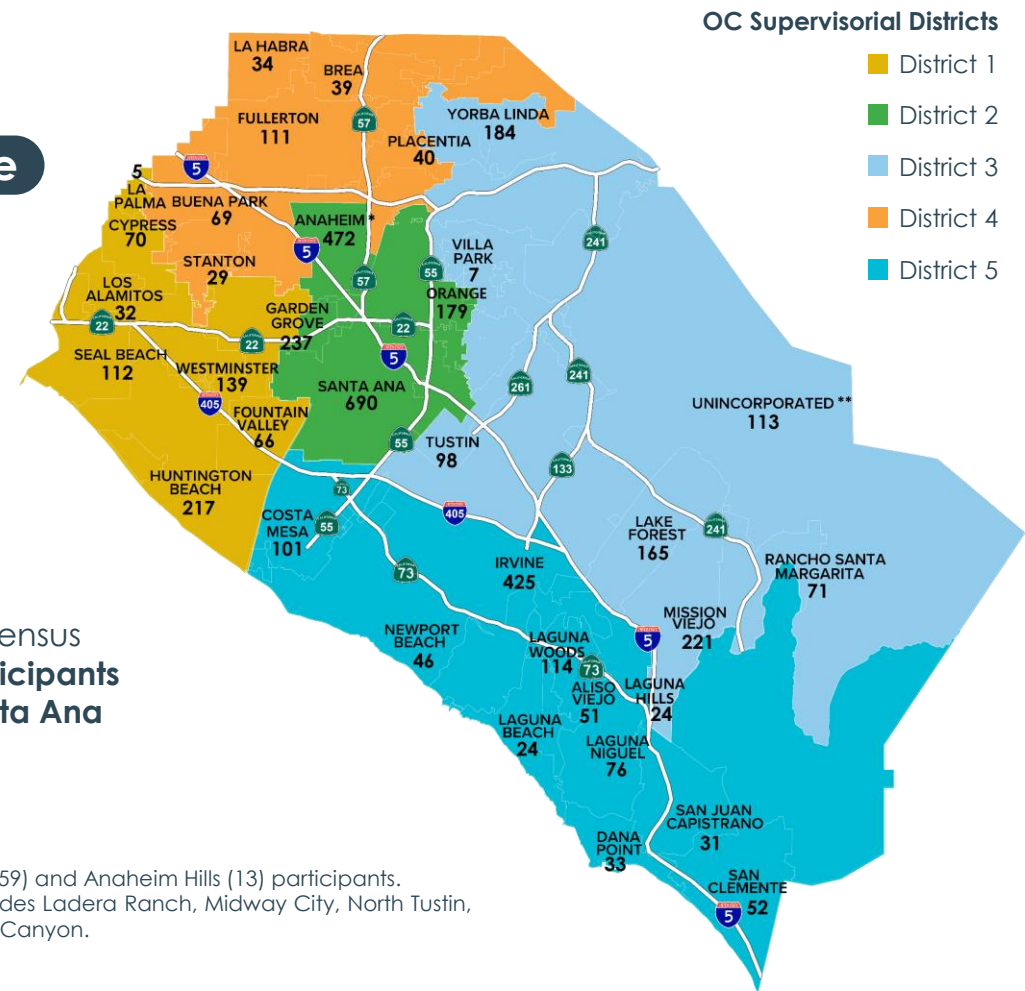 OC Supervisorial Districts
District 1
District 2
District 3
District 4
District 5
e
LA HABRA
34
BREA
39
57
FULLERTON
111
YORBA LINDA
184
PLACENTIA
40
5
5
LA
PALMA
BUENA PARK
69
CYPRESS
70
ANAHEIM *
472
5
241
STANTON
29
VILLA
PARK
7
57
55
LOS
ALAMITOS
32
ORANGE
179
GARDEN
GROVE
237
22
22
22
5
SEAL BEACH
112
WESTMINSTER
139
261
241
SANTA ANA
690
405
UNINCORPORATED **
113
FOUNTAIN
VALLEY
66
TUSTIN
98
55
133
HUNTINGTON
BEACH
217
73
405
COSTA
MESA
101
55
LAKE
FOREST
165
241
IRVINE
425
73
RANCHO SANTA
MARGARITA
71
MISSION
VIEJO
221
NEWPORT
BEACH
46
LAGUNA
WOODS
114
5
73
ALISO
VIEJO
51
LAGUNA
HILLS
24
LAGUNA
BEACH
24
LAGUNA
NIGUEL
76
SAN JUAN
CAPISTRANO
31
DANA
POINT
33
SAN
CLEMENTE
52
5
ensus
icipants
ta Ana
59) and Anaheim Hills (13) participants.
des Ladera Ranch, Midway City, North Tustin,
Canyon.